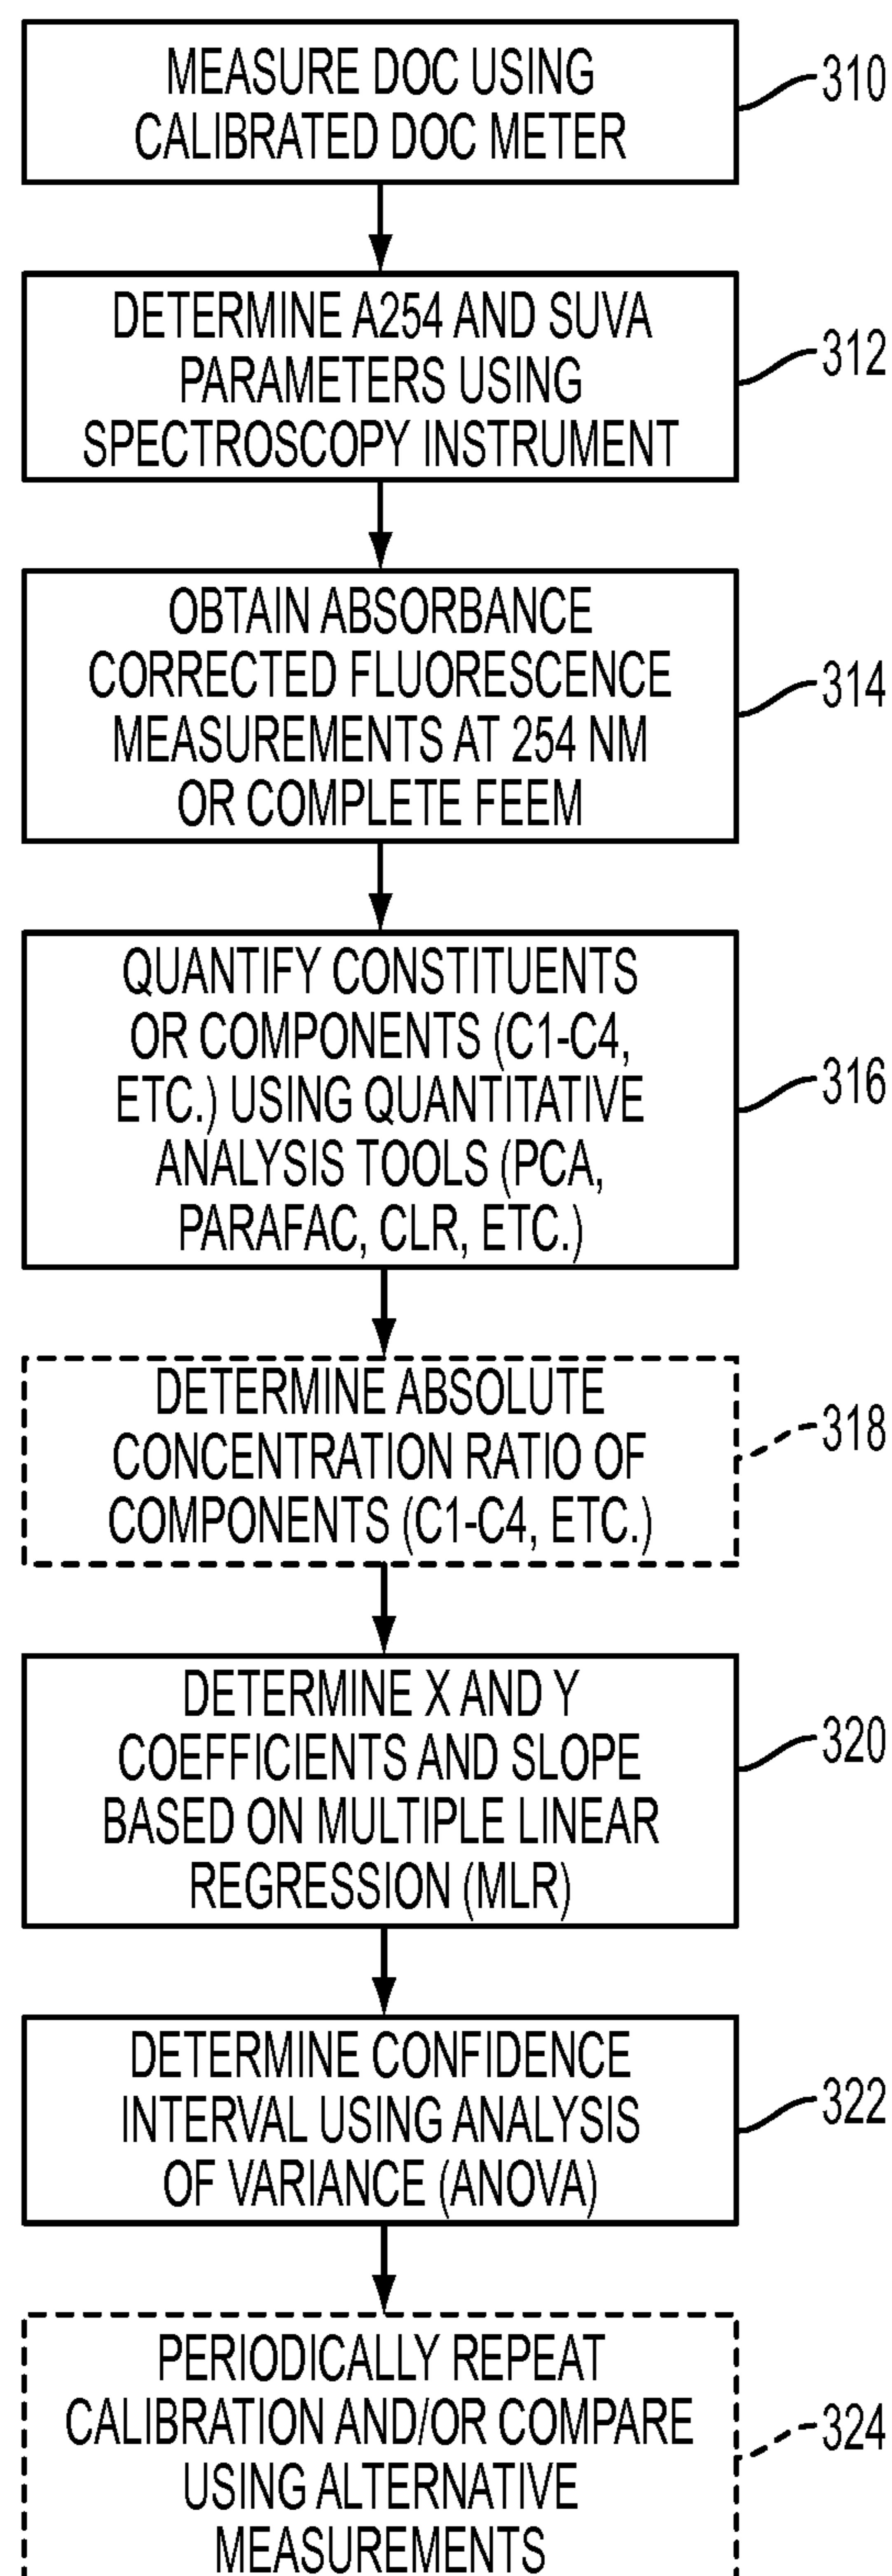 MEASURE DOC USING
CALIBRATED DOC METER
310
DETERMINE A254 AND SUVA
PARAMETERS USING
SPECTROSCOPY INSTRUMENT
312
OBTAIN ABSORBANCE
CORRECTED FLUORESCENCE
MEASUREMENTS AT 254 NM
OR COMPLETE FEEM
314
QUANTIFY CONSTITUENTS
OR COMPONENTS (C1-C4,
ETC.) USING QUANTITATIVE
ANALYSIS TOOLS (PCA,
PARAFAC, CLR, ETC.)
316
DETERMINE ABSOLUTE
CONCENTRATION RATIO OF
COMPONENTS (C1-C4, ETC.)
318
DETERMINE X AND Y
COEFFICIENTS AND SLOPE
BASED ON MULTIPLE LINEAR
REGRESSION (MLR)
320
DETERMINE CONFIDENCE
INTERVAL USING ANALYSIS
OF VARIANCE (ANOVA)
322
PERIODICALLY REPEAT
CALIBRATION AND/OR COMPARE
USING ALTERNATIVE
MEASUREMENTS
324